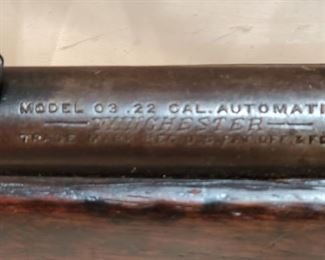 MODEL 03 .22 CAL. AUTOMATI
WINCHESTER
TRADE MARK REG. U.S. PAT. OFF. & FG